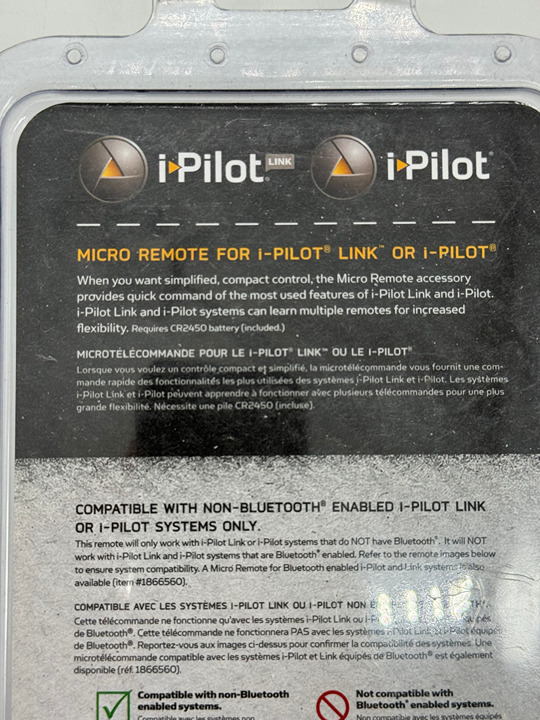 i-Pilot® LINK i-Pilot®
MICRO REMOTE FOR i-PILOT® LINK™ OR i-PILOT®
When you want simplified, compact control, the Micro Remote accessory
provides quick command of the most used features of i-Pilot Link and i-Pilot.
i-Pilot Link and i-Pilot systems can learn multiple remotes for increased
flexibility. Requires CR2450 battery (included.)
MICROTÉLÉCOMMANDE POUR LE i-PILOT® LINK™ OU LE i-PILOT®
Lorsque vous voulez un contrôle compact et simplifié, la microtélécommande vous fournit une com-
mande rapide des fonctionnalités les plus utilisées des systèmes i-Pilot Link et i-Pilot. Les systèmes
i-Pilot Link et i-Pilot peuvent apprendre à fonctionner avec plusieurs télécommandes pour une plus
grande flexibilité. Nécessite une pile CR2450 (incluse).
COMPATIBLE WITH NON-BLUETOOTH® ENABLED i-PILOT LINK
OR i-PILOT SYSTEMS ONLY.
This remote will only work with i-Pilot Link or i-Pilot systems that do NOT have Bluetooth®. It will NOT
work with i-Pilot Link and i-Pilot systems that are Bluetooth® enabled. Refer to the remote images below
to ensure system compatibility. A Micro Remote for Bluetooth enabled i-Pilot and Link systems is also
available (item #1866560).
COMPATIBLE AVEC LES SYSTÈMES i-PILOT LINK OU i-PILOT NON
Cette télécommande ne fonctionne qu'avec les systèmes i-Pilot Link ou
de Bluetooth®. Cette télécommande ne fonctionnera PAS avec les systèmes i-Pilot Link et i-Pilot équipés
de Bluetooth®. Reportez-vous aux images ci-dessus pour confirmer la compatibilité des systèmes. Une
microtélécommande compatible avec les systèmes i-Pilot et Link équipés de Bluetooth® est également
disponible (réf. 1866560).
Compatible with non-Bluetooth
enabled systems.
Compatible avec les systèmes non
Not compatible with
Bluetooth® enabled systems.
Non compatible avec les systèmes équipés